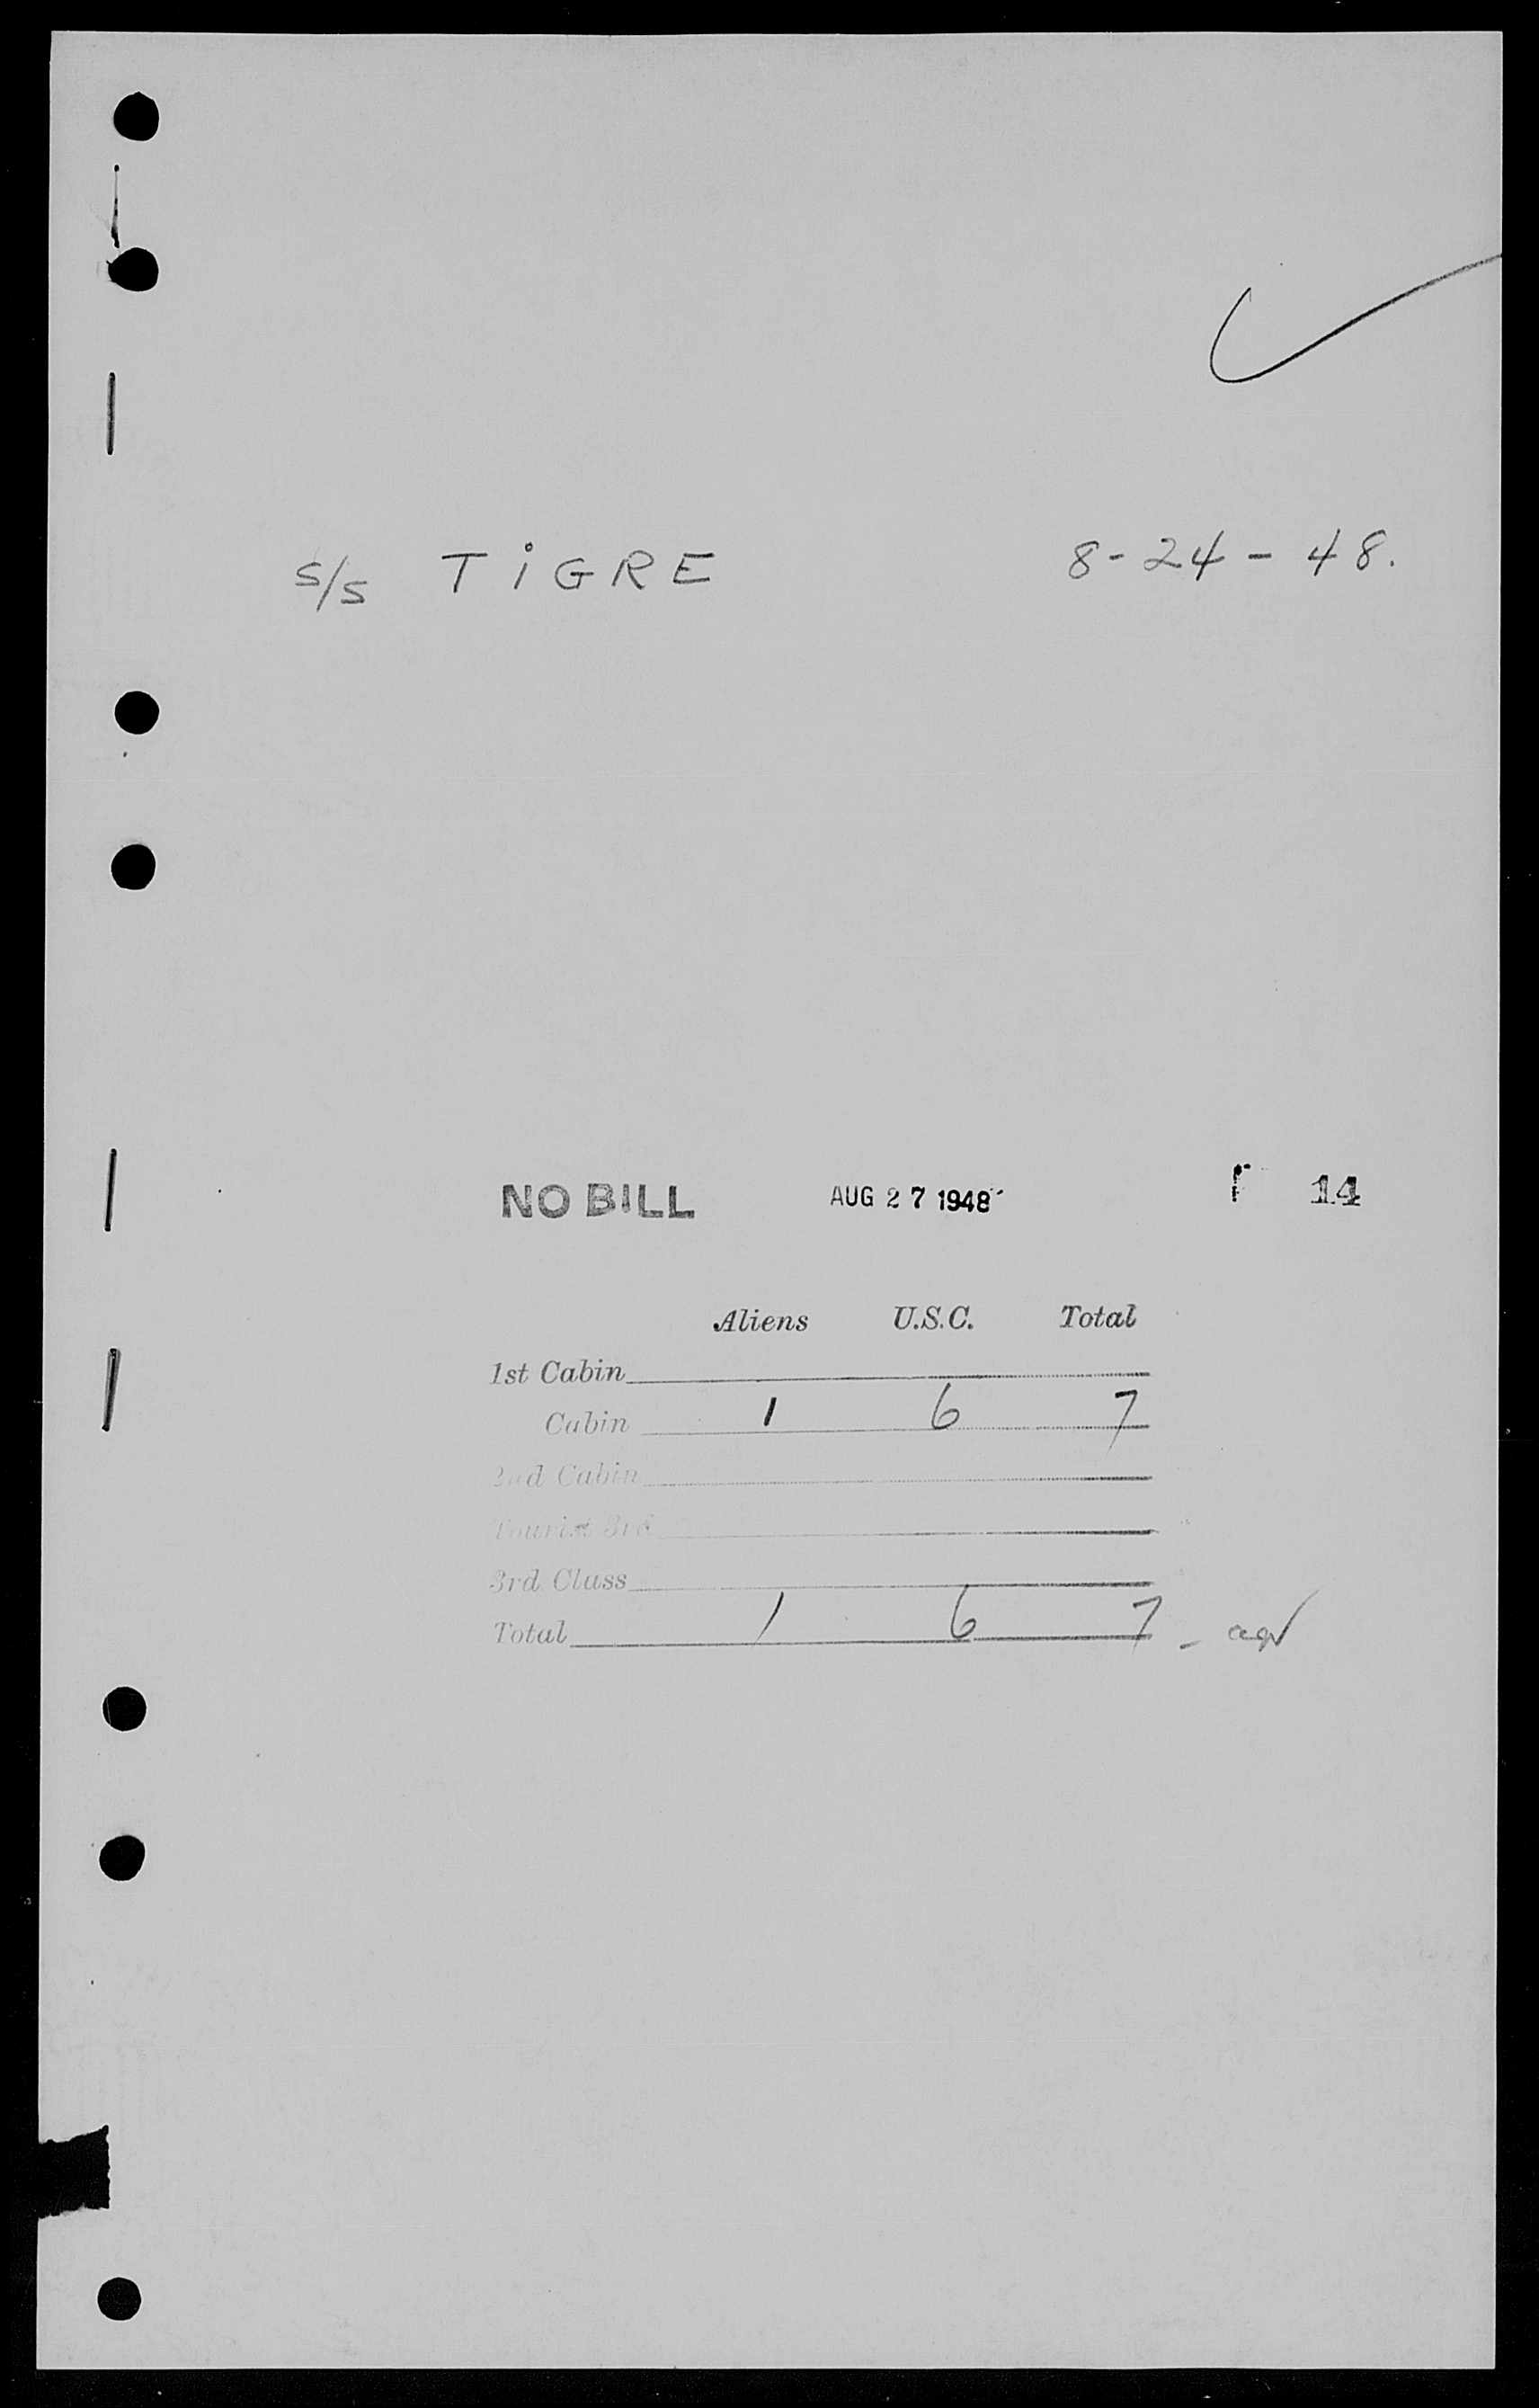 s/s TiGRE 8-24-48.
NO BILL AUG 27 1948 14
Aliens U.S.C. Total
1st Cabin
Cabin 1 6 7
2nd Cabin
Tourist 3rd
3rd Class
Total 1 6 7 -